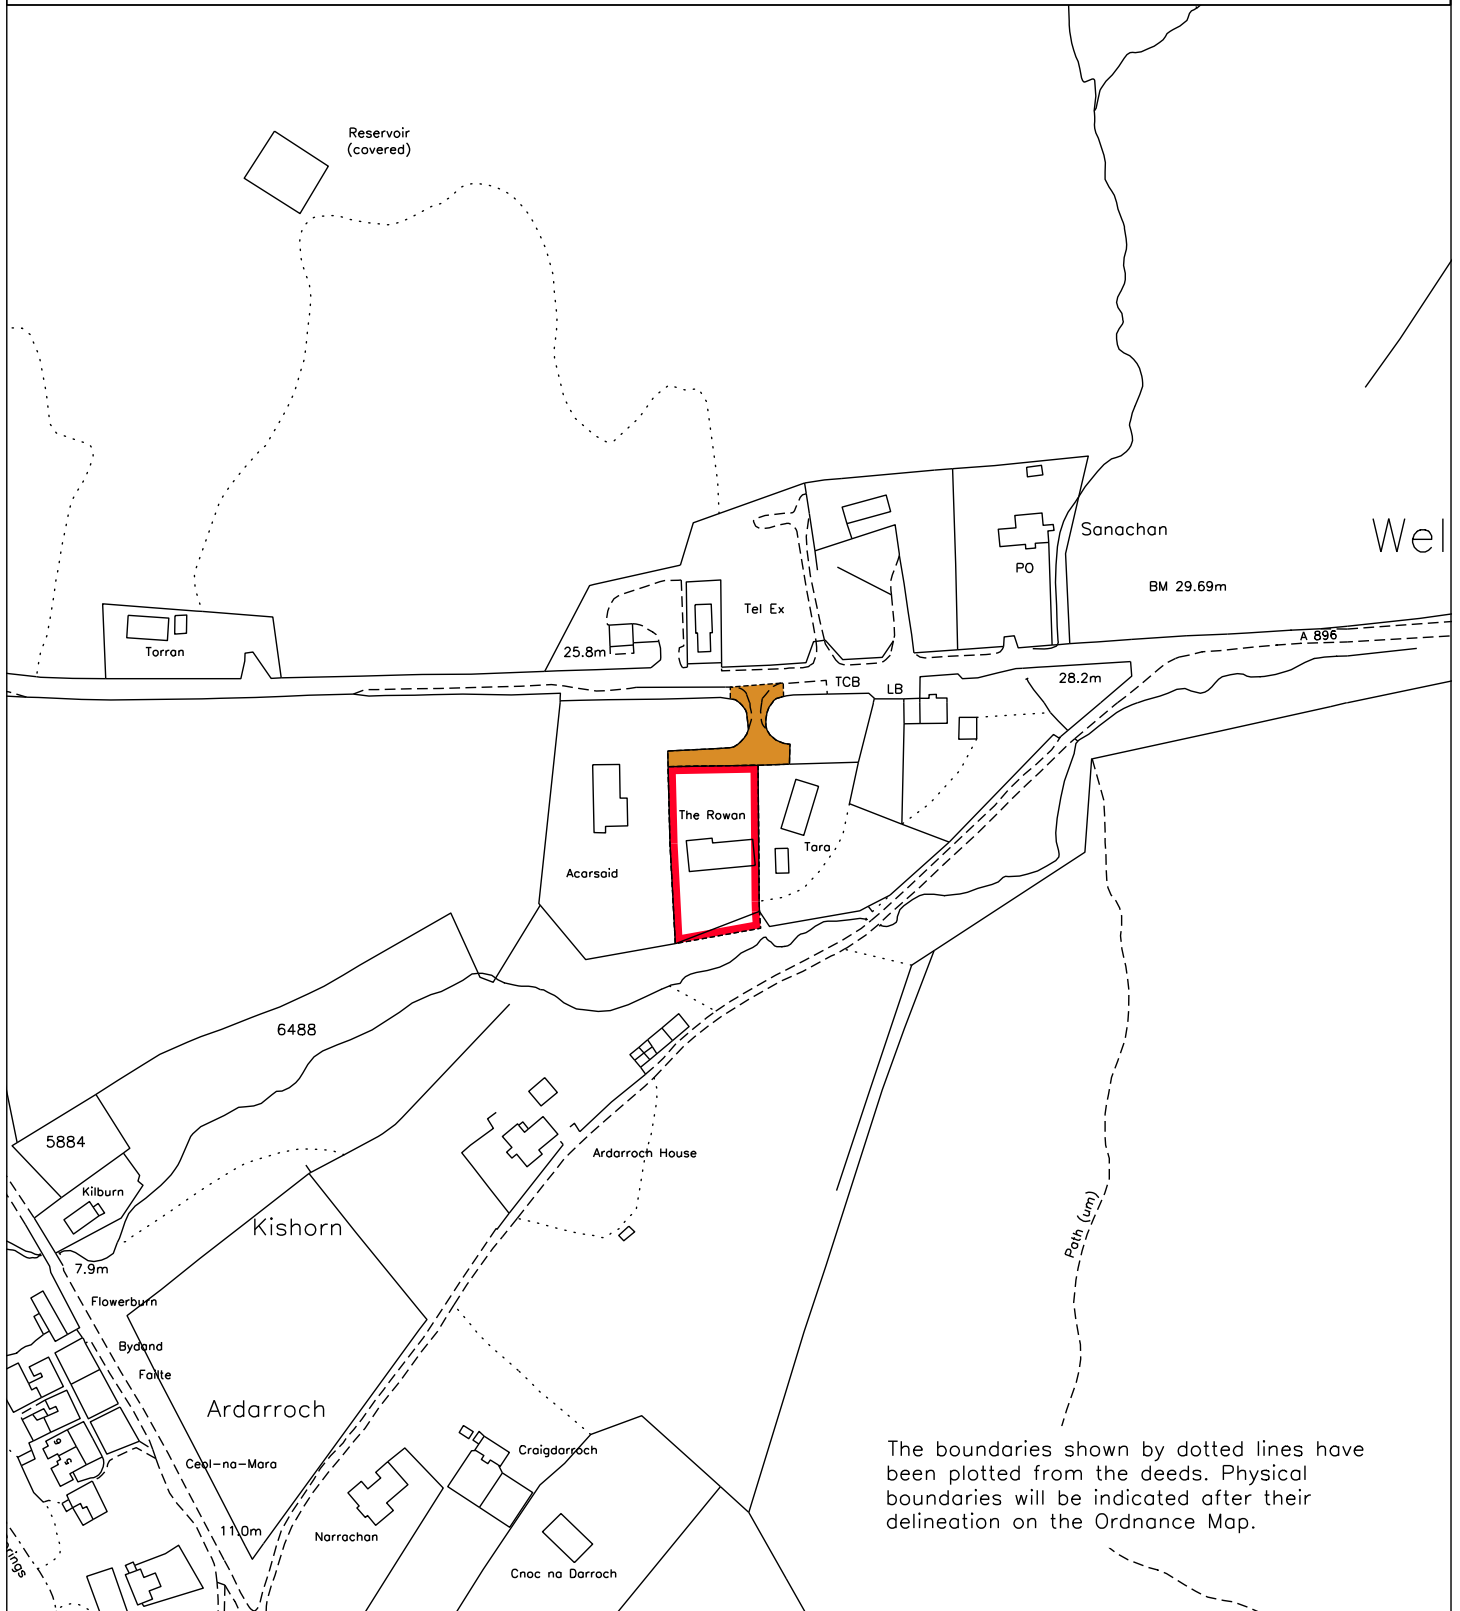 Reservoir
(covered)
Sanachan
Wel
PO
BM 29.69m
Tel Ex
A 896
Torran
25.8m
TCB
LB
28.2m
The Rowan
Tara
Acarsaid
6488
5884
Ardarroch House
Kilburn
Kishorn
Path (um)
7.9m
Flowerburn
Bydand
Failte
Ardarroch
Craigdarroch
Ceol-na-Mara
11.0m
Narrachan
Cnoc na Darroch
rings
The boundaries shown by dotted lines have
been plotted from the deeds. Physical
boundaries will be indicated after their
delineation on the Ordnance Map.